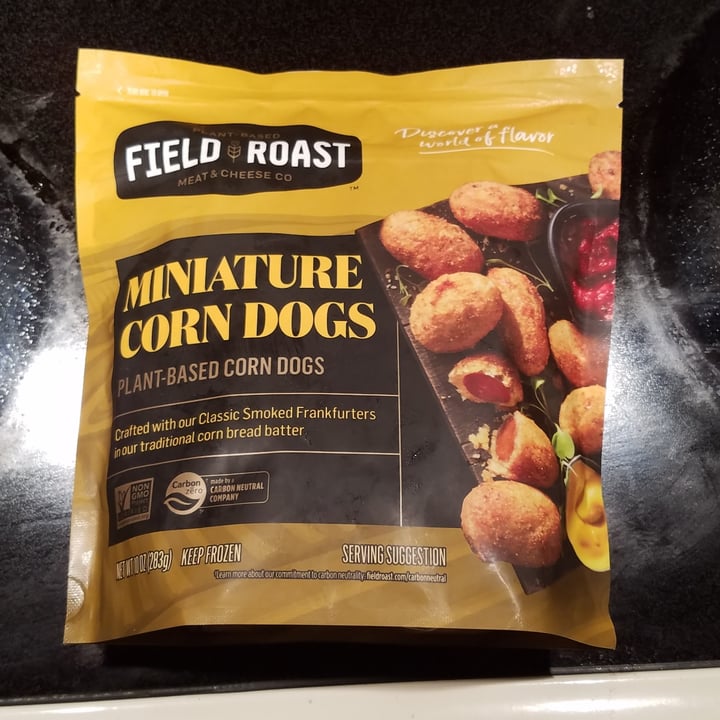 PLANT-BASED
FIELD ROAST
MEAT & CHEESE CO
TM
Discover a
world of flavor
MINIATURE
CORN DOGS
PLANT-BASED CORN DOGS
Crafted with our Classic Smoked Frankfurters
in our traditional corn bread batter.
NON
GMO
Carbon
zero
made by a
CARBON NEUTRAL
COMPANY
NET WT 10 OZ (283g) KEEP FROZEN
SERVING SUGGESTION
Learn more about our commitment to carbon neutrality: fieldroast.com/carbonneutral